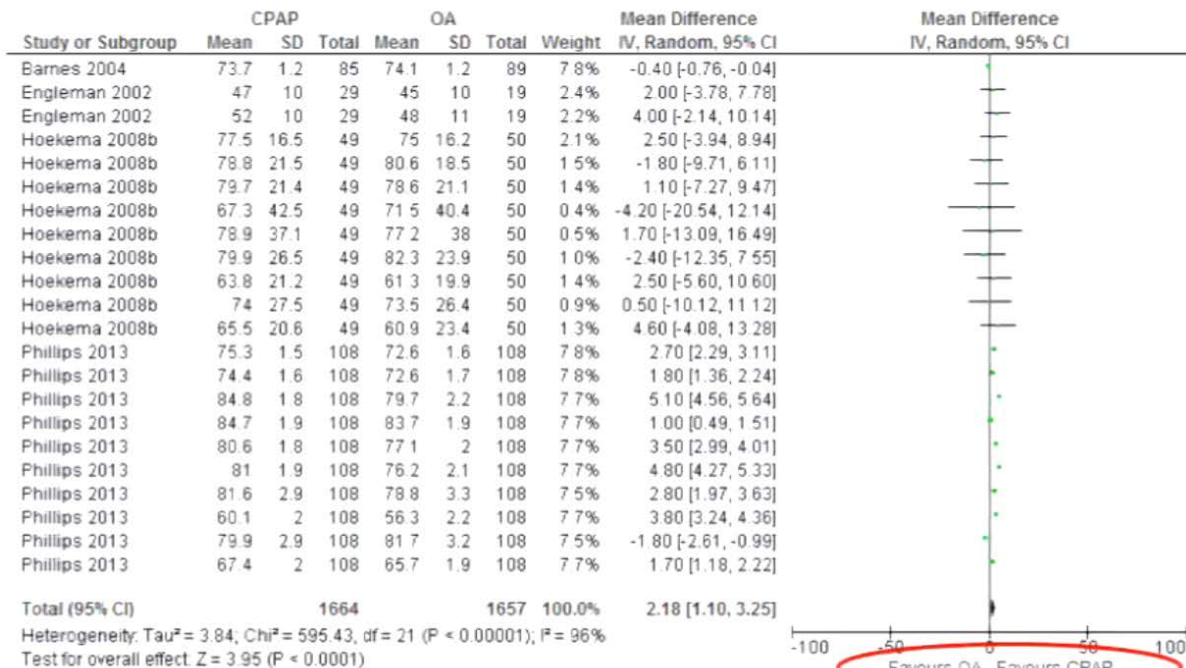 CPAP OA Mean Difference Mean Difference
Study or Subgroup Mean SD Total Mean SD Total Weight IV, Random, 95% CI IV, Random, 95% CI
Barnes 2004 73.7 1.2 85 74.1 1.2 89 7.8% -0.40 [-0.76, -0.04]
Engleman 2002 47 10 29 45 10 19 2.4% 2.00 [-3.78, 7.78]
Engleman 2002 52 10 29 48 11 19 2.2% 4.00 [-2.14, 10.14]
Hoekema 2008b 77.5 16.5 49 75 16.2 50 2.1% 2.50 [-3.94, 8.94]
Hoekema 2008b 78.8 21.5 49 80.6 18.5 50 1.5% -1.80 [-9.71, 6.11]
Hoekema 2008b 79.7 21.4 49 78.6 21.1 50 1.4% 1.10 [-7.27, 9.47]
Hoekema 2008b 67.3 42.5 49 71.5 40.4 50 0.4% -4.20 [-20.54, 12.14]
Hoekema 2008b 78.9 37.1 49 77.2 38 50 0.5% 1.70 [-13.09, 16.49]
Hoekema 2008b 79.9 26.5 49 82.3 23.9 50 1.0% -2.40 [-12.35, 7.55]
Hoekema 2008b 63.8 21.2 49 61.3 19.9 50 1.4% 2.50 [-5.60, 10.60]
Hoekema 2008b 74 27.5 49 73.5 26.4 50 0.9% 0.50 [-10.12, 11.12]
Hoekema 2008b 65.5 20.6 49 60.9 23.4 50 1.3% 4.60 [-4.08, 13.28]
Phillips 2013 75.3 1.5 108 72.6 1.6 108 7.8% 2.70 [2.29, 3.11]
Phillips 2013 74.4 1.6 108 72.6 1.7 108 7.8% 1.80 [1.36, 2.24]
Phillips 2013 84.8 1.8 108 79.7 2.2 108 7.7% 5.10 [4.56, 5.64]
Phillips 2013 84.7 1.9 108 83.7 1.9 108 7.7% 1.00 [0.49, 1.51]
Phillips 2013 80.6 1.8 108 77.1 2 108 7.7% 3.50 [2.99, 4.01]
Phillips 2013 81 1.9 108 76.2 2.1 108 7.7% 4.80 [4.27, 5.33]
Phillips 2013 81.6 2.9 108 78.8 3.3 108 7.5% 2.80 [1.97, 3.63]
Phillips 2013 60.1 2 108 56.3 2.2 108 7.7% 3.80 [3.24, 4.36]
Phillips 2013 79.9 2.9 108 81.7 3.2 108 7.5% -1.80 [-2.61, -0.99]
Phillips 2013 67.4 2 108 65.7 1.9 108 7.7% 1.70 [1.18, 2.22]
Total (95% CI) 1664 1657 100.0% 2.18 [1.10, 3.25]
Heterogeneity: Tau² = 3.84; Chi² = 595.43, df = 21 (P < 0.00001); I² = 96%
Test for overall effect: Z = 3.95 (P < 0.0001)
-100 -50 0 50 100
Favours OA Favours CPAP